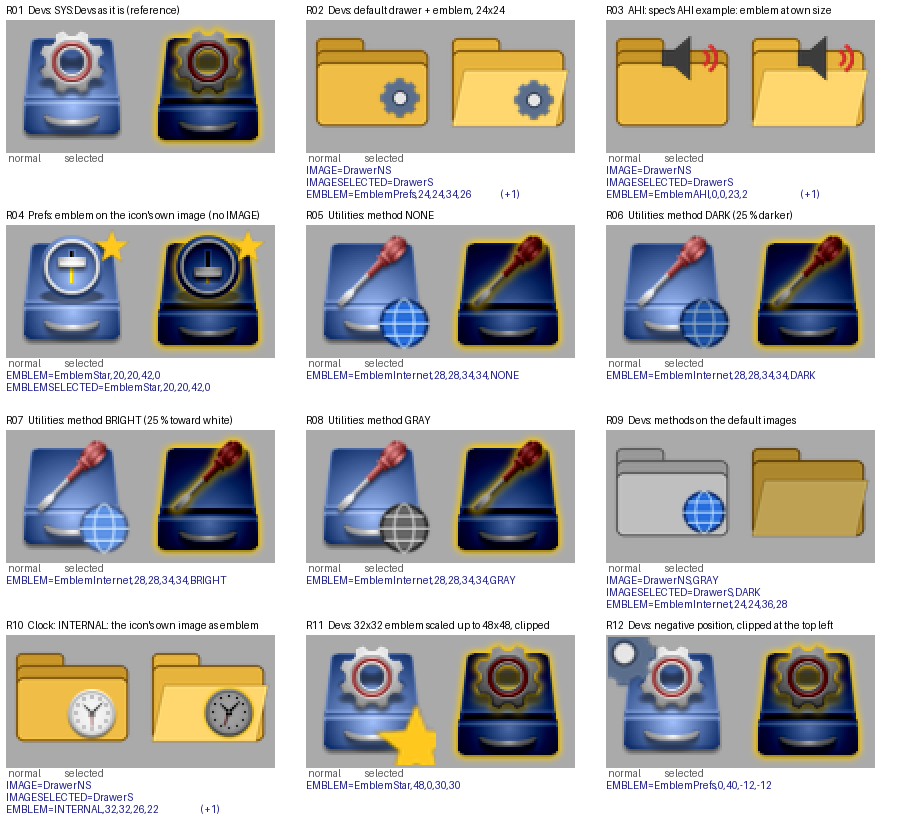 R01 Devs: SYS:Devs as it is (reference)
normal selected
R02 Devs: default drawer + emblem, 24x24
normal selected
IMAGE=DrawerNS
IMAGESELECTED=DrawerS
EMBLEM=EmblemPrefs,24,24,34,26 (+1)
R03 AHI: spec's AHI example: emblem at own size
normal selected
IMAGE=DrawerNS
IMAGESELECTED=DrawerS
EMBLEM=EmblemAHI,0,0,23,2 (+1)
R04 Prefs: emblem on the icon's own image (no IMAGE)
normal selected
EMBLEM=EmblemStar,20,20,42,0
EMBLEMSELECTED=EmblemStar,20,20,42,0
R05 Utilities: method NONE
normal selected
EMBLEM=EmblemInternet,28,28,34,34,NONE
R06 Utilities: method DARK (25 % darker)
normal selected
EMBLEM=EmblemInternet,28,28,34,34,DARK
R07 Utilities: method BRIGHT (25 % toward white)
normal selected
EMBLEM=EmblemInternet,28,28,34,34,BRIGHT
R08 Utilities: method GRAY
normal selected
EMBLEM=EmblemInternet,28,28,34,34,GRAY
R09 Devs: methods on the default images
normal selected
IMAGE=DrawerNS,GRAY
IMAGESELECTED=DrawerS,DARK
EMBLEM=EmblemInternet,24,24,36,28
R10 Clock: INTERNAL: the icon's own image as emblem
normal selected
IMAGE=DrawerNS
IMAGESELECTED=DrawerS
EMBLEM=INTERNAL,32,32,26,22 (+1)
R11 Devs: 32x32 emblem scaled up to 48x48, clipped
normal selected
EMBLEM=EmblemStar,48,0,30,30
R12 Devs: negative position, clipped at the top left
normal selected
EMBLEM=EmblemPrefs,0,40,-12,-12